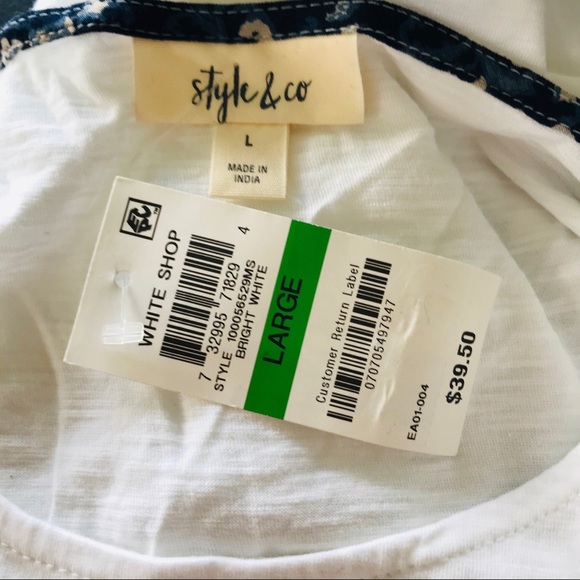 style & co
L
MADE IN
INDIA
WHITE SHOP
7 32995 71829 4
STYLE 100056529MS
BRIGHT WHITE
LARGE
Customer Return Label
070705497947
EA01-004
$39.50